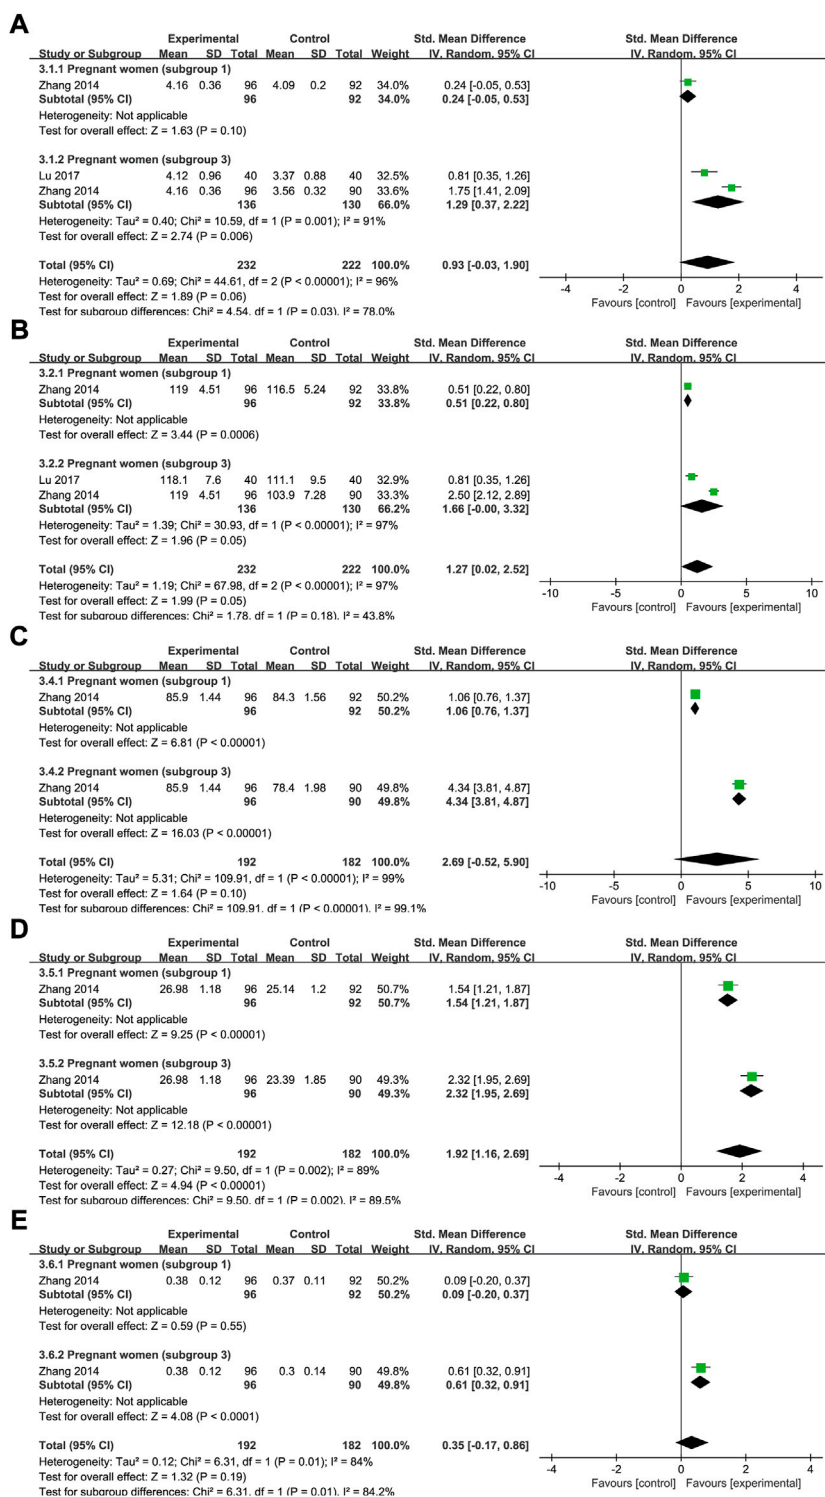 A
Experimental Control Std. Mean Difference Std. Mean Difference
Study or Subgroup Mean SD Total Mean SD Total Weight IV, Random, 95% CI IV, Random, 95% CI
3.1.1 Pregnant women (subgroup 1)
Zhang 2014 4.16 0.36 96 4.09 0.2 92 34.0% 0.24 [-0.05, 0.53]
Subtotal (95% CI) 96 92 34.0% 0.24 [-0.05, 0.53]
Heterogeneity: Not applicable
Test for overall effect: Z = 1.63 (P = 0.10)
3.1.2 Pregnant women (subgroup 3)
Lu 2017 4.12 0.96 40 3.37 0.88 40 32.5% 0.81 [0.35, 1.26]
Zhang 2014 4.16 0.36 96 3.56 0.32 90 33.6% 1.75 [1.41, 2.09]
Subtotal (95% CI) 136 130 66.0% 1.29 [0.37, 2.22]
Heterogeneity: Tau² = 0.40; Chi² = 10.59, df = 1 (P = 0.001); I² = 91%
Test for overall effect: Z = 2.74 (P = 0.006)
Total (95% CI) 232 222 100.0% 0.93 [-0.03, 1.90]
Heterogeneity: Tau² = 0.69; Chi² = 44.61, df = 2 (P < 0.00001); I² = 96%
Test for overall effect: Z = 1.89 (P = 0.06)
Test for subgroup differences: Chi² = 4.54, df = 1 (P = 0.03), I² = 78.0%
-4 -2 0 2 4
Favours [control] Favours [experimental]
B
Experimental Control Std. Mean Difference Std. Mean Difference
Study or Subgroup Mean SD Total Mean SD Total Weight IV, Random, 95% CI IV, Random, 95% CI
3.2.1 Pregnant women (subgroup 1)
Zhang 2014 119 4.51 96 116.5 5.24 92 33.8% 0.51 [0.22, 0.80]
Subtotal (95% CI) 96 92 33.8% 0.51 [0.22, 0.80]
Heterogeneity: Not applicable
Test for overall effect: Z = 3.44 (P = 0.0006)
3.2.2 Pregnant women (subgroup 3)
Lu 2017 118.1 7.6 40 111.1 9.5 40 32.9% 0.81 [0.35, 1.26]
Zhang 2014 119 4.51 96 103.9 7.28 90 33.3% 2.50 [2.12, 2.89]
Subtotal (95% CI) 136 130 66.2% 1.66 [-0.00, 3.32]
Heterogeneity: Tau² = 1.39; Chi² = 30.93, df = 1 (P < 0.00001); I² = 97%
Test for overall effect: Z = 1.96 (P = 0.05)
Total (95% CI) 232 222 100.0% 1.27 [0.02, 2.52]
Heterogeneity: Tau² = 1.19; Chi² = 67.98, df = 2 (P < 0.00001); I² = 97%
Test for overall effect: Z = 1.99 (P = 0.05)
Test for subgroup differences: Chi² = 1.78, df = 1 (P = 0.18), I² = 43.8%
-10 -5 0 5 10
Favours [control] Favours [experimental]
C
Experimental Control Std. Mean Difference Std. Mean Difference
Study or Subgroup Mean SD Total Mean SD Total Weight IV, Random, 95% CI IV, Random, 95% CI
3.4.1 Pregnant women (subgroup 1)
Zhang 2014 85.9 1.44 96 84.3 1.56 92 50.2% 1.06 [0.76, 1.37]
Subtotal (95% CI) 96 92 50.2% 1.06 [0.76, 1.37]
Heterogeneity: Not applicable
Test for overall effect: Z = 6.81 (P < 0.00001)
3.4.2 Pregnant women (subgroup 3)
Zhang 2014 85.9 1.44 96 78.4 1.98 90 49.8% 4.34 [3.81, 4.87]
Subtotal (95% CI) 96 90 49.8% 4.34 [3.81, 4.87]
Heterogeneity: Not applicable
Test for overall effect: Z = 16.03 (P < 0.00001)
Total (95% CI) 192 182 100.0% 2.69 [-0.52, 5.90]
Heterogeneity: Tau² = 5.31; Chi² = 109.91, df = 1 (P < 0.00001); I² = 99%
Test for overall effect: Z = 1.64 (P = 0.10)
Test for subgroup differences: Chi² = 109.91, df = 1 (P < 0.00001), I² = 99.1%
-10 -5 0 5 10
Favours [control] Favours [experimental]
D
Experimental Control Std. Mean Difference Std. Mean Difference
Study or Subgroup Mean SD Total Mean SD Total Weight IV, Random, 95% CI IV, Random, 95% CI
3.5.1 Pregnant women (subgroup 1)
Zhang 2014 26.98 1.18 96 25.14 1.2 92 50.7% 1.54 [1.21, 1.87]
Subtotal (95% CI) 96 92 50.7% 1.54 [1.21, 1.87]
Heterogeneity: Not applicable
Test for overall effect: Z = 9.25 (P < 0.00001)
3.5.2 Pregnant women (subgroup 3)
Zhang 2014 26.98 1.18 96 23.39 1.85 90 49.3% 2.32 [1.95, 2.69]
Subtotal (95% CI) 96 90 49.3% 2.32 [1.95, 2.69]
Heterogeneity: Not applicable
Test for overall effect: Z = 12.18 (P < 0.00001)
Total (95% CI) 192 182 100.0% 1.92 [1.16, 2.69]
Heterogeneity: Tau² = 0.27; Chi² = 9.50, df = 1 (P = 0.002); I² = 89%
Test for overall effect: Z = 4.94 (P < 0.00001)
Test for subgroup differences: Chi² = 9.50, df = 1 (P = 0.002), I² = 89.5%
-4 -2 0 2 4
Favours [control] Favours [experimental]
E
Experimental Control Std. Mean Difference Std. Mean Difference
Study or Subgroup Mean SD Total Mean SD Total Weight IV, Random, 95% CI IV, Random, 95% CI
3.6.1 Pregnant women (subgroup 1)
Zhang 2014 0.38 0.12 96 0.37 0.11 92 50.2% 0.09 [-0.20, 0.37]
Subtotal (95% CI) 96 92 50.2% 0.09 [-0.20, 0.37]
Heterogeneity: Not applicable
Test for overall effect: Z = 0.59 (P = 0.55)
3.6.2 Pregnant women (subgroup 3)
Zhang 2014 0.38 0.12 96 0.3 0.14 90 49.8% 0.61 [0.32, 0.91]
Subtotal (95% CI) 96 90 49.8% 0.61 [0.32, 0.91]
Heterogeneity: Not applicable
Test for overall effect: Z = 4.08 (P < 0.0001)
Total (95% CI) 192 182 100.0% 0.35 [-0.17, 0.86]
Heterogeneity: Tau² = 0.12; Chi² = 6.31, df = 1 (P = 0.01); I² = 84%
Test for overall effect: Z = 1.32 (P = 0.19)
Test for subgroup differences: Chi² = 6.31, df = 1 (P = 0.01), I² = 84.2%
-4 -2 0 2 4
Favours [control] Favours [experimental]